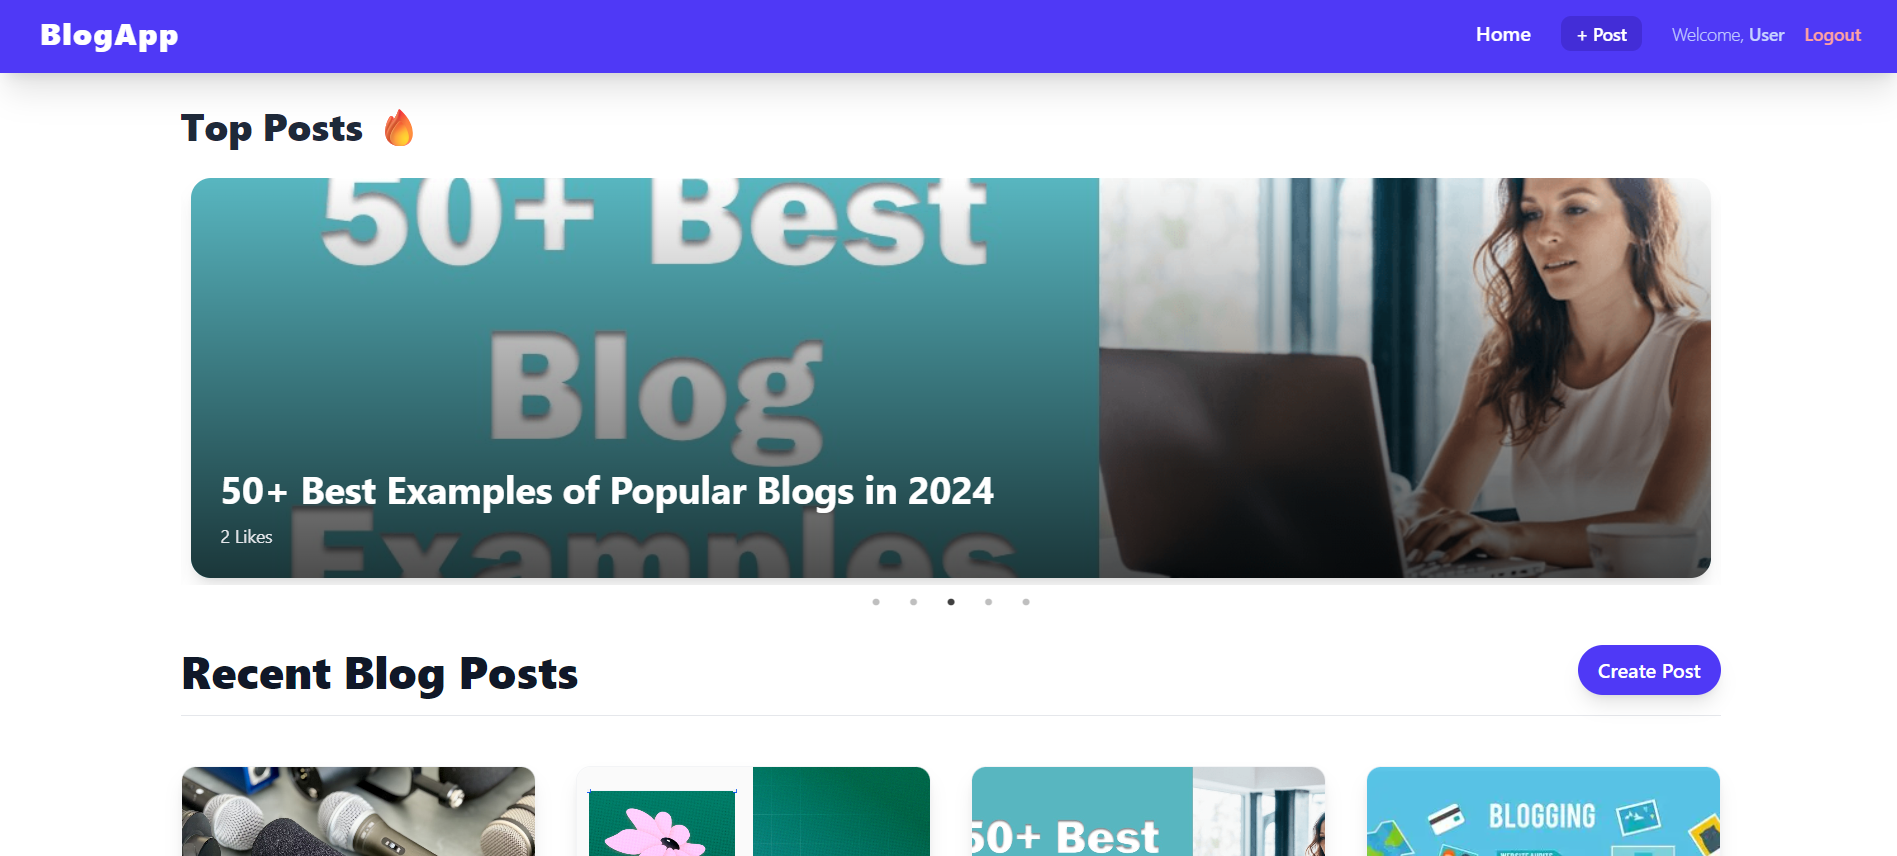 BlogApp
Home
+ Post
Welcome, User
Logout
Top Posts 🔥
50+ Best
Blog
Examples
50+ Best Examples of Popular Blogs in 2024
2 Likes
Recent Blog Posts
Create Post
50+ Best
BLOGGING